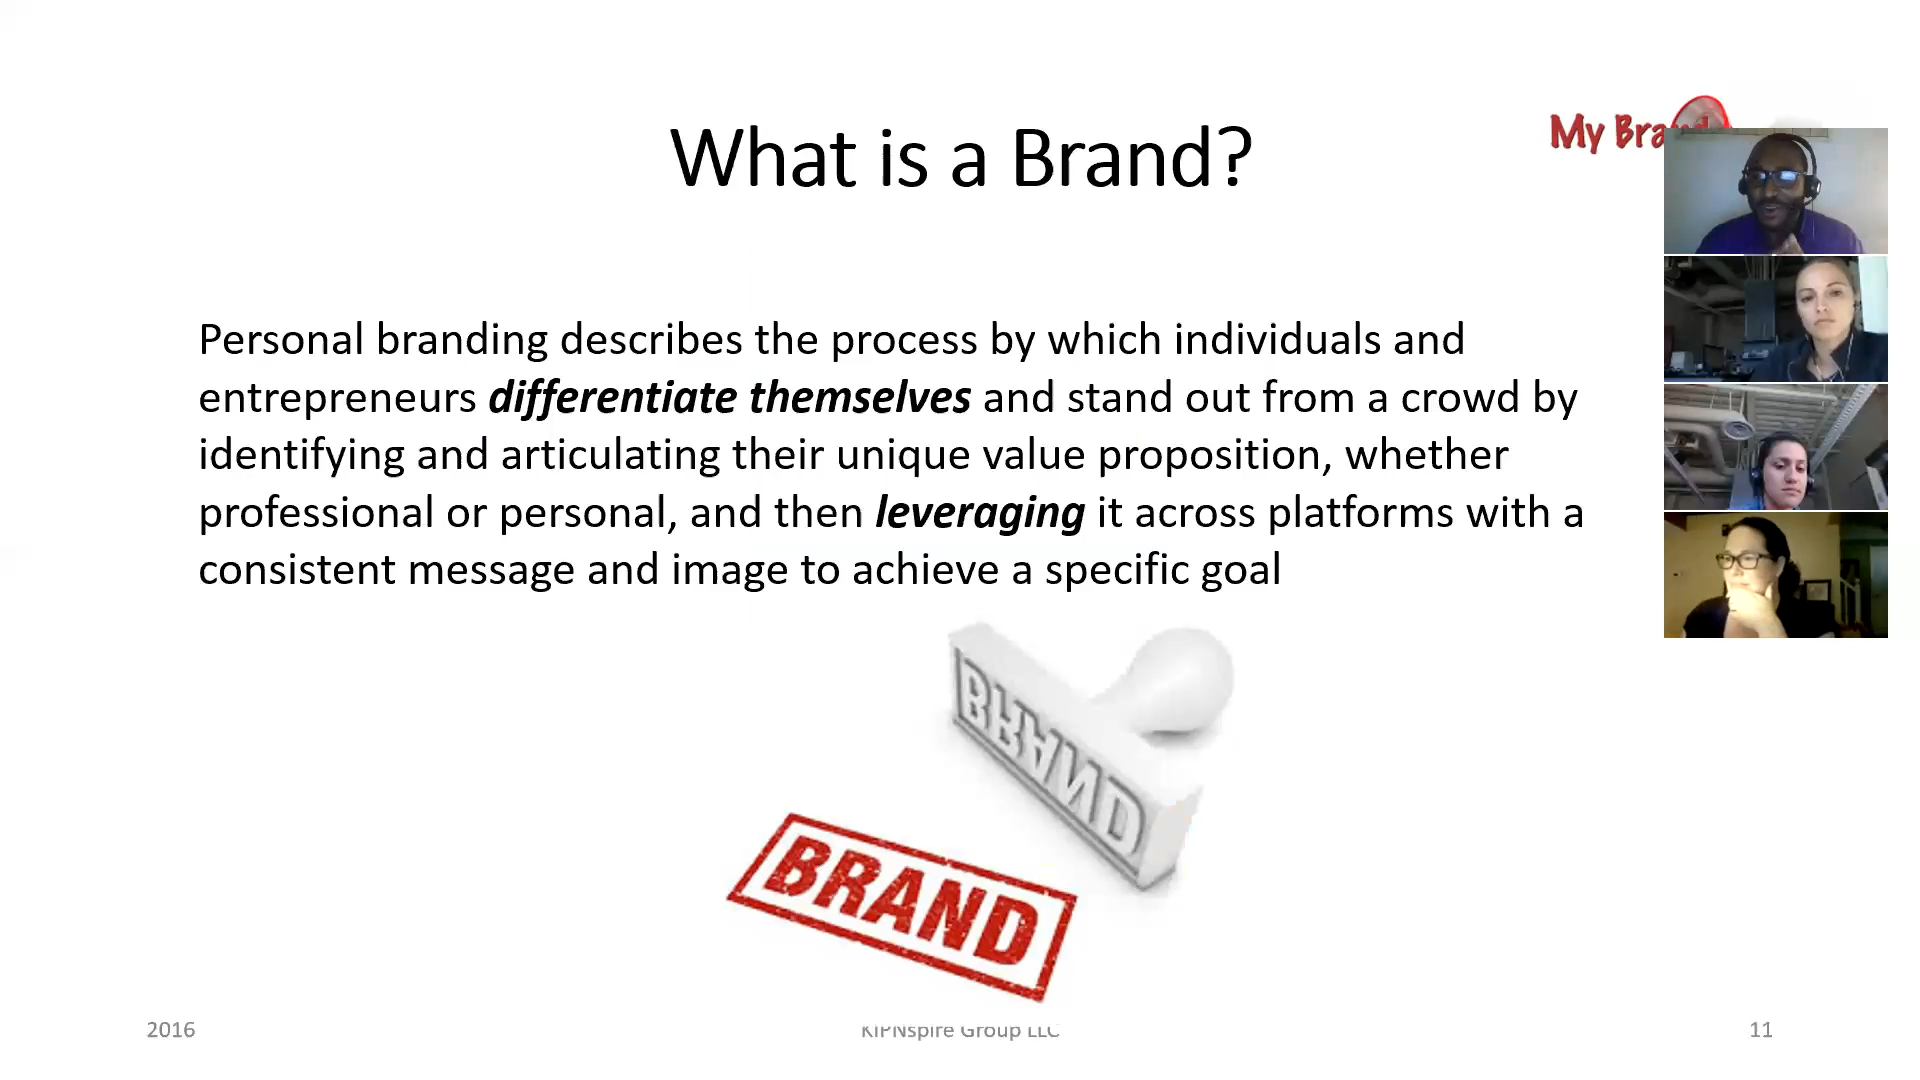 What is a Brand?
My Bra
Personal branding describes the process by which individuals and
entrepreneurs differentiate themselves and stand out from a crowd by
identifying and articulating their unique value proposition, whether
professional or personal, and then leveraging it across platforms with a
consistent message and image to achieve a specific goal
BRAND
BRAND
2016
KIPNspire Group LLC
11